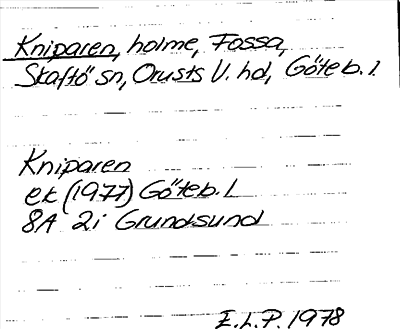 Kniparen, holme, Fossa,
Skaftö sn, Orusts V. hd, Göteb. l.
Kniparen
ek (1977) Göteb. l
8A 2i Grundsund
E.L.P. 1978